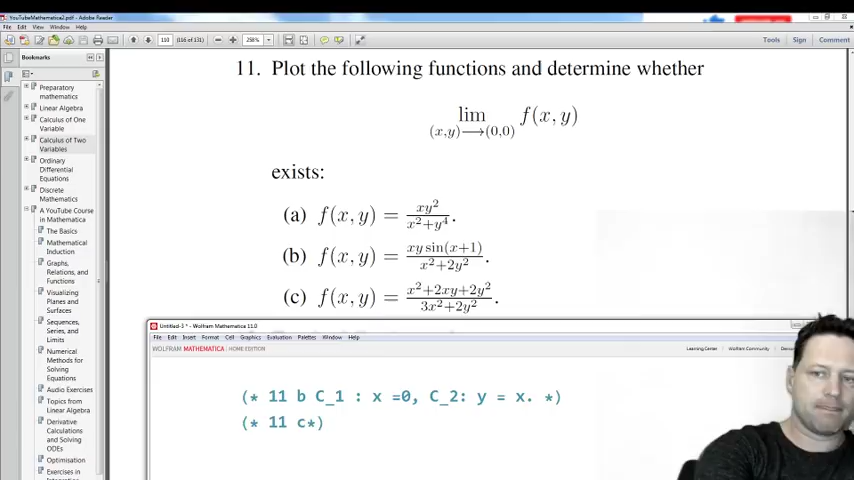 YouTubeMathematica2.pdf - Adobe Reader
File Edit View Window Help
110 (116 of 131) 258% Tools Sign Comment
Bookmarks
Preparatory mathematics
Linear Algebra
Calculus of One Variable
Calculus of Two Variables
Ordinary Differential Equations
Discrete Mathematics
A YouTube Course in Mathematica
The Basics
Mathematical Induction
Graphs, Relations, and Functions
Visualizing Planes and Surfaces
Sequences, Series, and Limits
Numerical Methods for Solving Equations
Audio Exercises
Topics from Linear Algebra
Derivative Calculations and Solving ODEs
Optimisation
Exercises in
11. Plot the following functions and determine whether
lim f(x, y)
(x,y)⟶(0,0)
exists:
(a) f(x, y) = xy²/(x²+y⁴).
(b) f(x, y) = xy sin(x+1)/(x²+2y²).
(c) f(x, y) = (x²+2xy+2y²)/(3x²+2y²).
Untitled-3 * - Wolfram Mathematica 11.0
File Edit Insert Format Cell Graphics Evaluation Palettes Window Help
WOLFRAM MATHEMATICA | HOME EDITION Learning Center Wolfram Community
(* 11 b C_1 : x =0, C_2: y = x. *)
(* 11 c*)